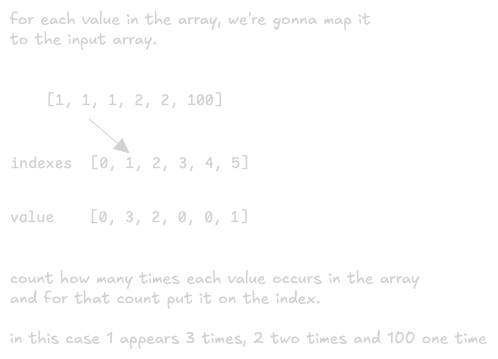 for each value in the array, we're gonna map it
to the input array.
[1, 1, 1, 2, 2, 100]
indexes [0, 1, 2, 3, 4, 5]
value [0, 3, 2, 0, 0, 1]
count how many times each value occurs in the array
and for that count put it on the index.
in this case 1 appears 3 times, 2 two times and 100 one time